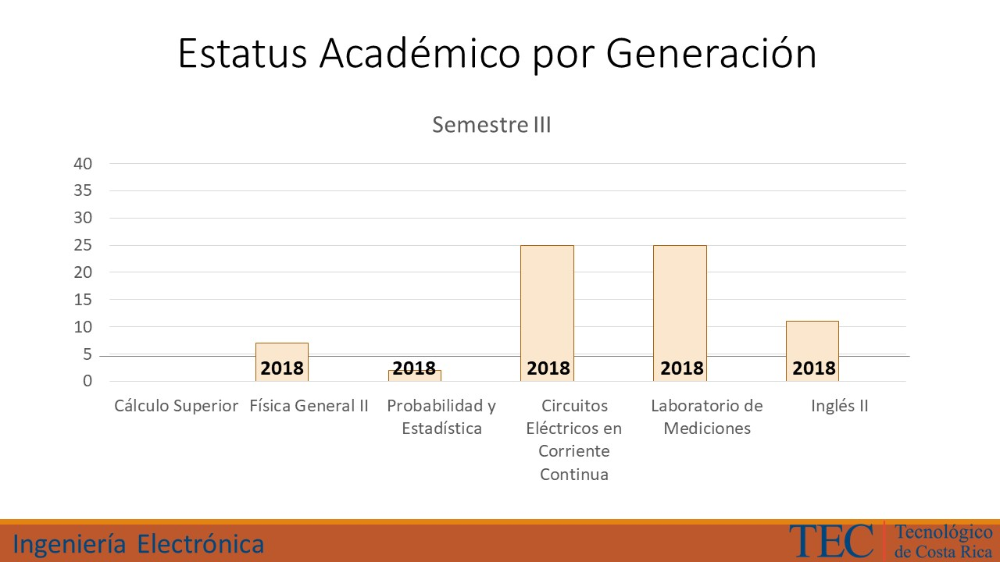 Estatus Académico por Generación
Semestre III
40
35
30
25
20
15
10
5
0
2018 2018 2018 2018 2018
Cálculo Superior Física General II Probabilidad y Circuitos Laboratorio de Inglés II
Estadística Eléctricos en Mediciones
Corriente
Continua
Ingeniería Electrónica
TEC Tecnológico
de Costa Rica